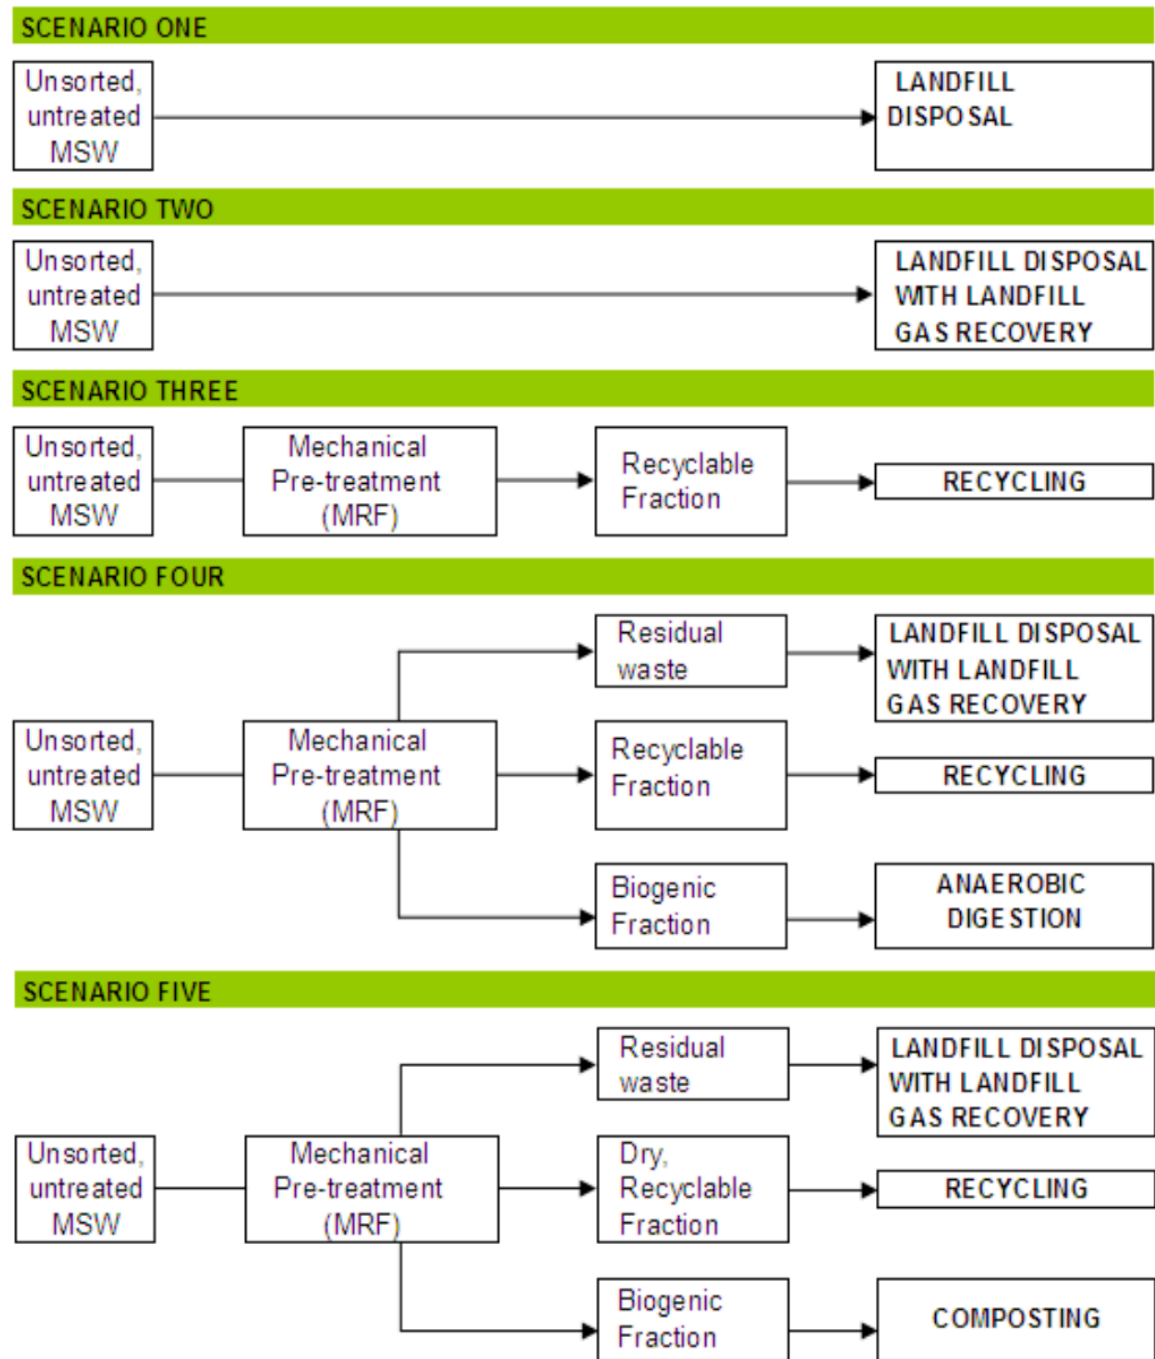 SCENARIO ONE
Unsorted,
untreated
MSW
LANDFILL
DISPOSAL
SCENARIO TWO
Unsorted,
untreated
MSW
LANDFILL DISPOSAL
WITH LANDFILL
GAS RECOVERY
SCENARIO THREE
Unsorted,
untreated
MSW
Mechanical
Pre-treatment
(MRF)
Recyclable
Fraction
RECYCLING
SCENARIO FOUR
Unsorted,
untreated
MSW
Mechanical
Pre-treatment
(MRF)
Residual
waste
LANDFILL DISPOSAL
WITH LANDFILL
GAS RECOVERY
Recyclable
Fraction
RECYCLING
Biogenic
Fraction
ANAEROBIC
DIGESTION
SCENARIO FIVE
Unsorted,
untreated
MSW
Mechanical
Pre-treatment
(MRF)
Residual
waste
LANDFILL DISPOSAL
WITH LANDFILL
GAS RECOVERY
Dry,
Recyclable
Fraction
RECYCLING
Biogenic
Fraction
COMPOSTING